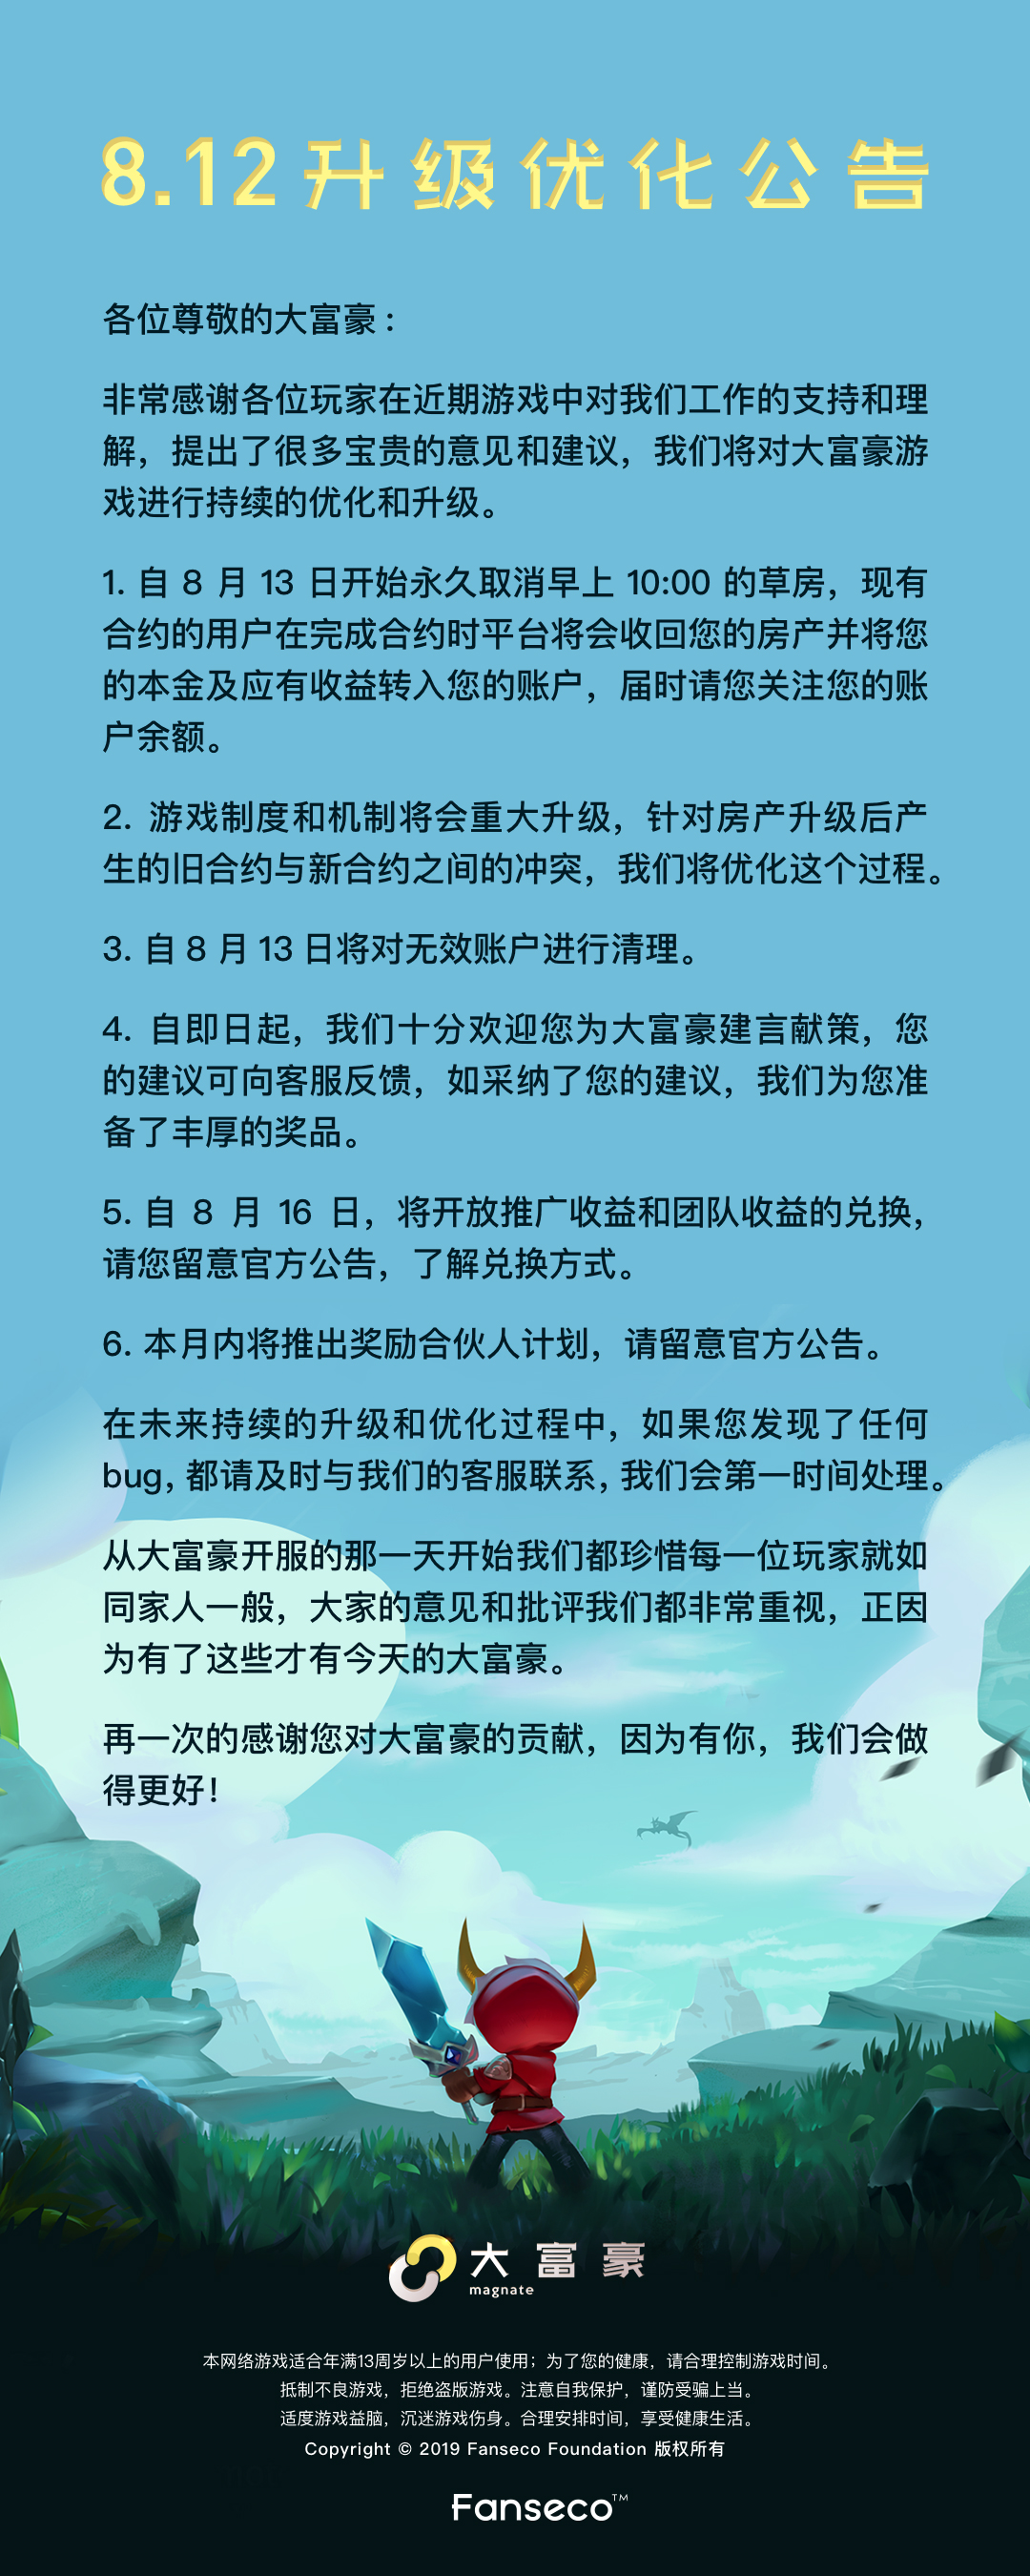 8.12升级优化公告
各位尊敬的大富豪：
非常感谢各位玩家在近期游戏中对我们工作的支持和理
解，提出了很多宝贵的意见和建议，我们将对大富豪游
戏进行持续的优化和升级。
1. 自 8 月 13 日开始永久取消早上 10:00 的草房，现有
合约的用户在完成合约时平台将会收回您的房产并将您
的本金及应有收益转入您的账户，届时请您关注您的账
户余额。
2. 游戏制度和机制将会重大升级，针对房产升级后产
生的旧合约与新合约之间的冲突，我们将优化这个过程。
3. 自 8 月 13 日将对无效账户进行清理。
4. 自即日起，我们十分欢迎您为大富豪建言献策，您
的建议可向客服反馈，如采纳了您的建议，我们为您准
备了丰厚的奖品。
5. 自 8 月 16 日，将开放推广收益和团队收益的兑换，
请您留意官方公告，了解兑换方式。
6. 本月内将推出奖励合伙人计划，请留意官方公告。
在未来持续的升级和优化过程中，如果您发现了任何
bug，都请及时与我们的客服联系，我们会第一时间处理。
从大富豪开服的那一天开始我们都珍惜每一位玩家就如
同家人一般，大家的意见和批评我们都非常重视，正因
为有了这些才有今天的大富豪。
再一次的感谢您对大富豪的贡献，因为有你，我们会做
得更好！
大富豪
magnate
本网络游戏适合年满13周岁以上的用户使用；为了您的健康，请合理控制游戏时间。
抵制不良游戏，拒绝盗版游戏。注意自我保护，谨防受骗上当。
适度游戏益脑，沉迷游戏伤身。合理安排时间，享受健康生活。
Copyright © 2019 Fanseco Foundation 版权所有
Fanseco™